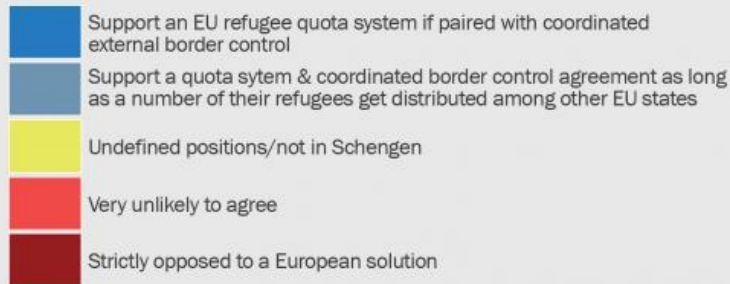 Support an EU refugee quota system if paired with coordinated
external border control
Support a quota sytem & coordinated border control agreement as long
as a number of their refugees get distributed among other EU states
Undefined positions/not in Schengen
Very unlikely to agree
Strictly opposed to a European solution